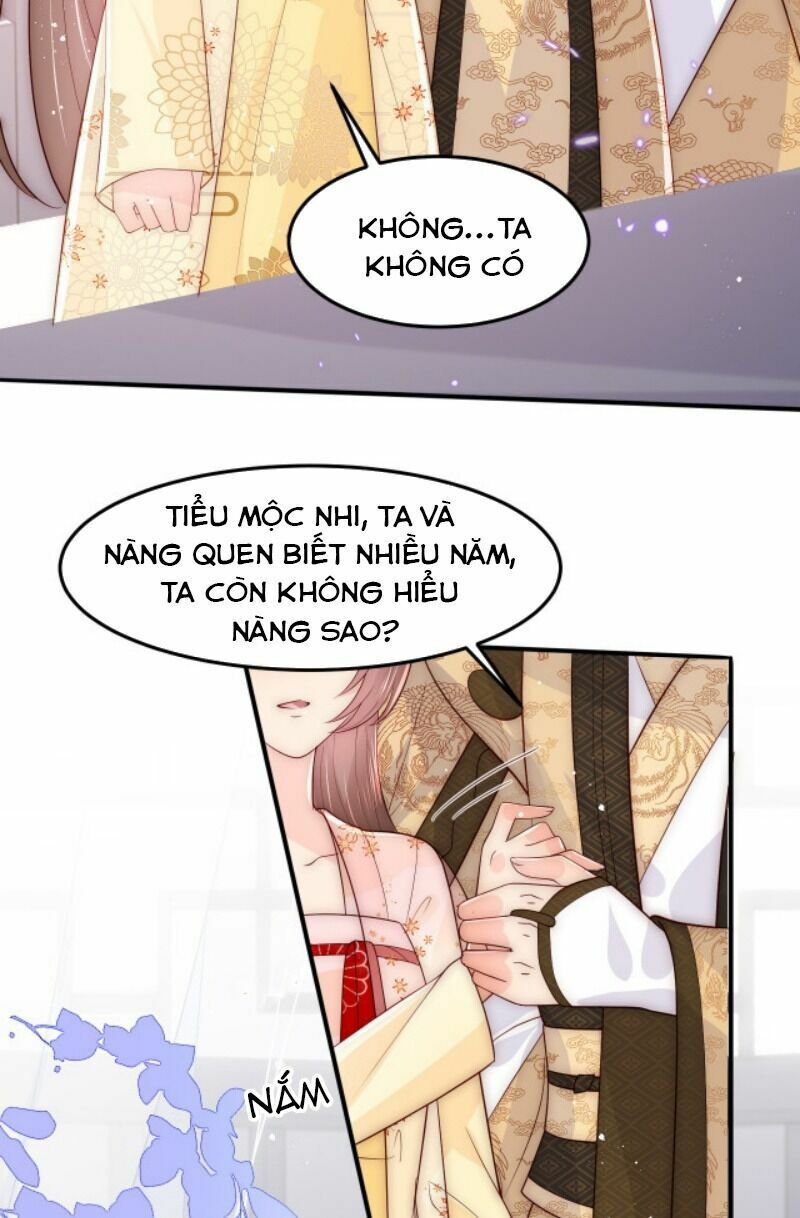 KHÔNG...TA
KHÔNG CÓ
TIỂU MỘC NHI, TA VÀ
NÀNG QUEN BIẾT NHIỀU NĂM,
TA CÒN KHÔNG HIỂU
NÀNG SAO?
NẮM